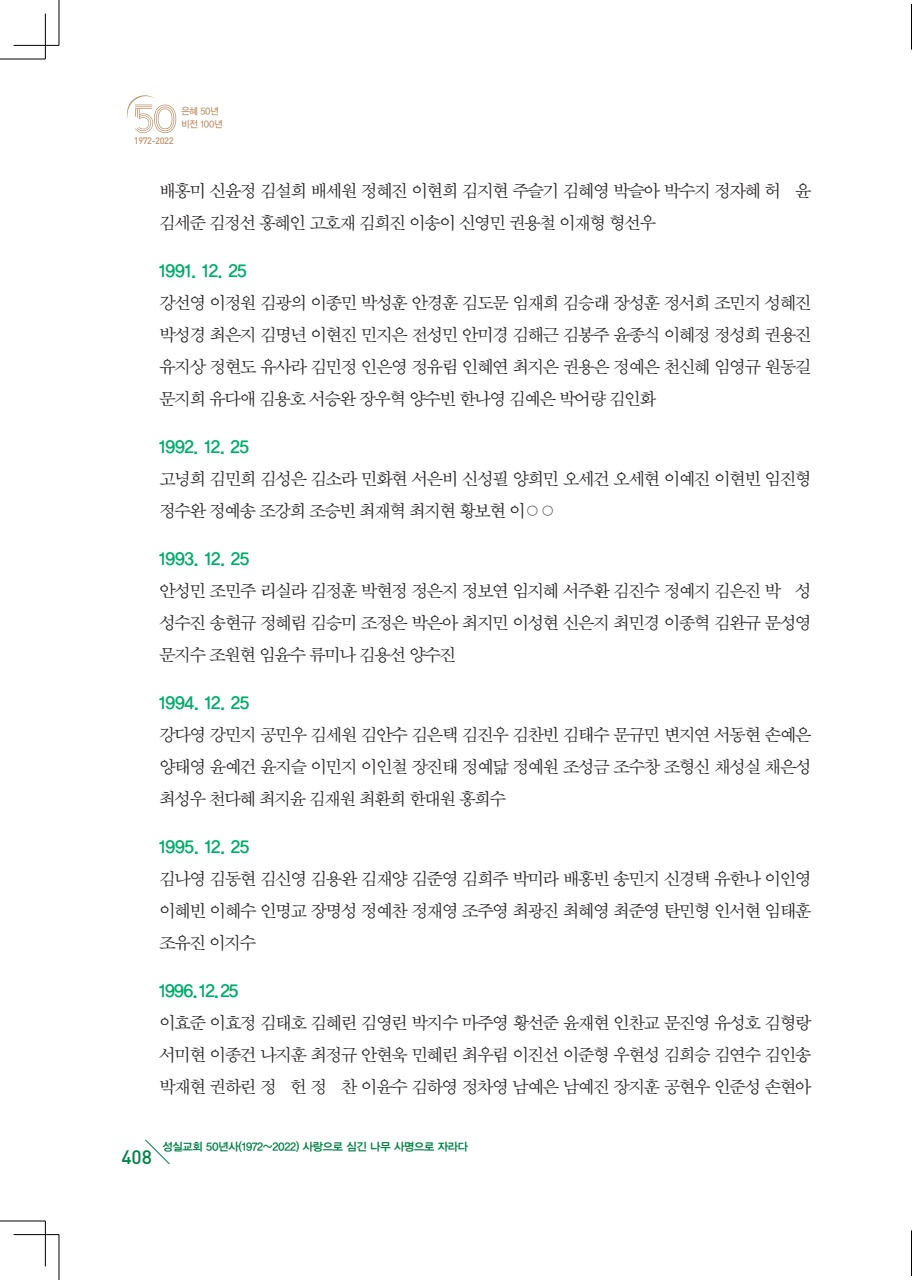 50
은혜 50년
비전 100년
1972-2022
배홍미 신윤정 김설희 배세원 정혜진 이현희 김지현 주슬기 김혜영 박슬아 박수지 정자혜 허 윤
김세준 김정선 홍혜인 고호재 김희진 이송이 신영민 권용철 이재형 형선우
1991. 12. 25
강선영 이정원 김광의 이종민 박성훈 안경훈 김도문 임재희 김승래 장성훈 정서희 조민지 성혜진
박성경 최은지 김명넌 이현진 민지은 전성민 안미경 김해근 김봉주 윤종식 이혜정 정성희 권용진
유지상 정현도 유사라 김민정 인은영 정유림 인혜연 최지은 권용은 정예은 천신혜 임영규 원동길
문지희 유다애 김용호 서승완 장우혁 양수빈 한나영 김예은 박어량 김인화
1992. 12. 25
고녕희 김민희 김성은 김소라 민화현 서은비 신성필 양희민 오세건 오세현 이예진 이현빈 임진형
정수완 정예송 조강희 조승빈 최재혁 최지현 황보현 이○○
1993. 12. 25
안성민 조민주 리실라 김정훈 박현정 정은지 정보연 임지혜 서주환 김진수 정예지 김은진 박 성
성수진 송현규 정혜림 김승미 조정은 박은아 최지민 이성현 신은지 최민경 이종혁 김완규 문성영
문지수 조원현 임윤수 류미나 김용선 양수진
1994. 12. 25
강다영 강민지 공민우 김세원 김안수 김은택 김진우 김찬빈 김태수 문규민 변지연 서동현 손예은
양태영 윤예건 윤지슬 이민지 이인철 장진태 정예닮 정예원 조성금 조수창 조형신 채성실 채은성
최성우 천다혜 최지윤 김재원 최환희 한대원 홍희수
1995. 12. 25
김나영 김동현 김신영 김용완 김재양 김준영 김희주 박미라 배홍빈 송민지 신경택 유한나 이인영
이혜빈 이혜수 인명교 장명성 정예찬 정재영 조주영 최광진 최혜영 최준영 탄민형 인서현 임태훈
조유진 이지수
1996.12.25
이효준 이효정 김태호 김혜린 김영린 박지수 마주영 황선준 윤재현 인찬교 문진영 유성호 김형랑
서미현 이종건 나지훈 최정규 안현욱 민혜린 최우림 이진선 이준형 우현성 김희승 김연수 김인송
박재현 권하린 정 헌 정 찬 이윤수 김하영 정차영 남예은 남예진 장지훈 공현우 인준성 손현아
408 성실교회 50년사(1972~2022) 사랑으로 심긴 나무 사명으로 자라다